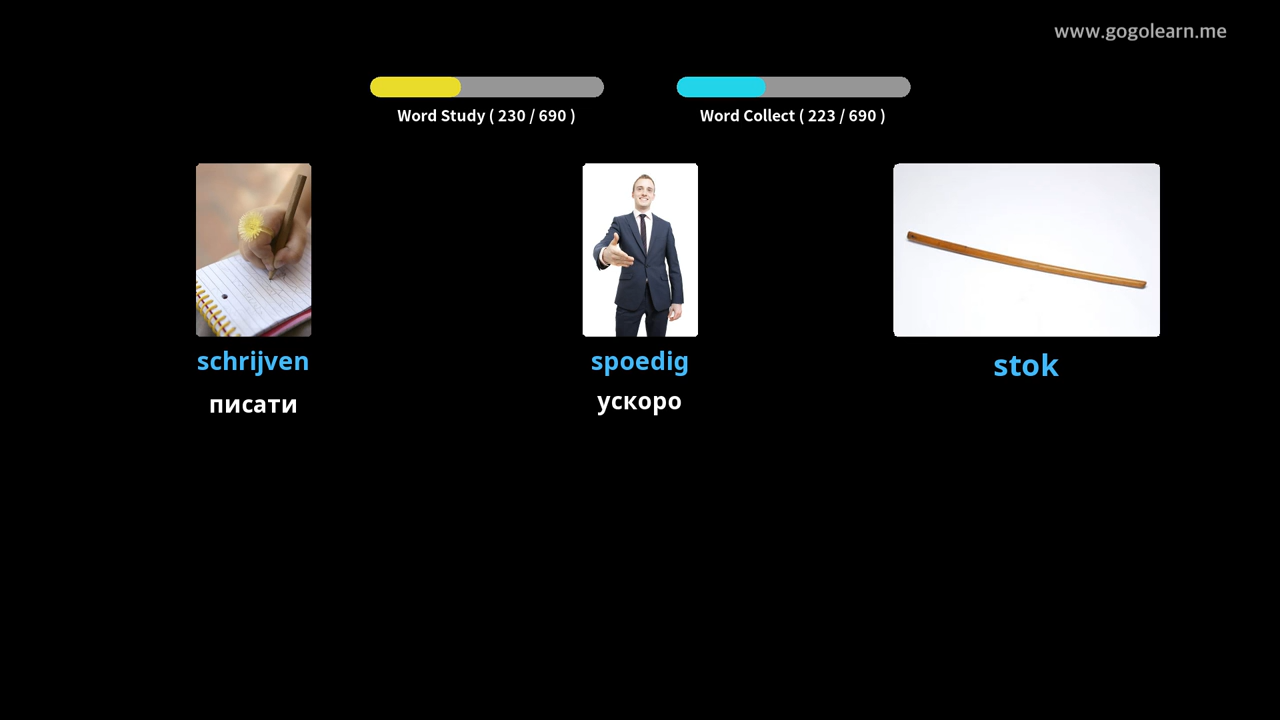 www.gogolearn.me
Word Study ( 230 / 690 )
Word Collect ( 223 / 690 )
schrijven
spoedig
stok
писати
ускоро